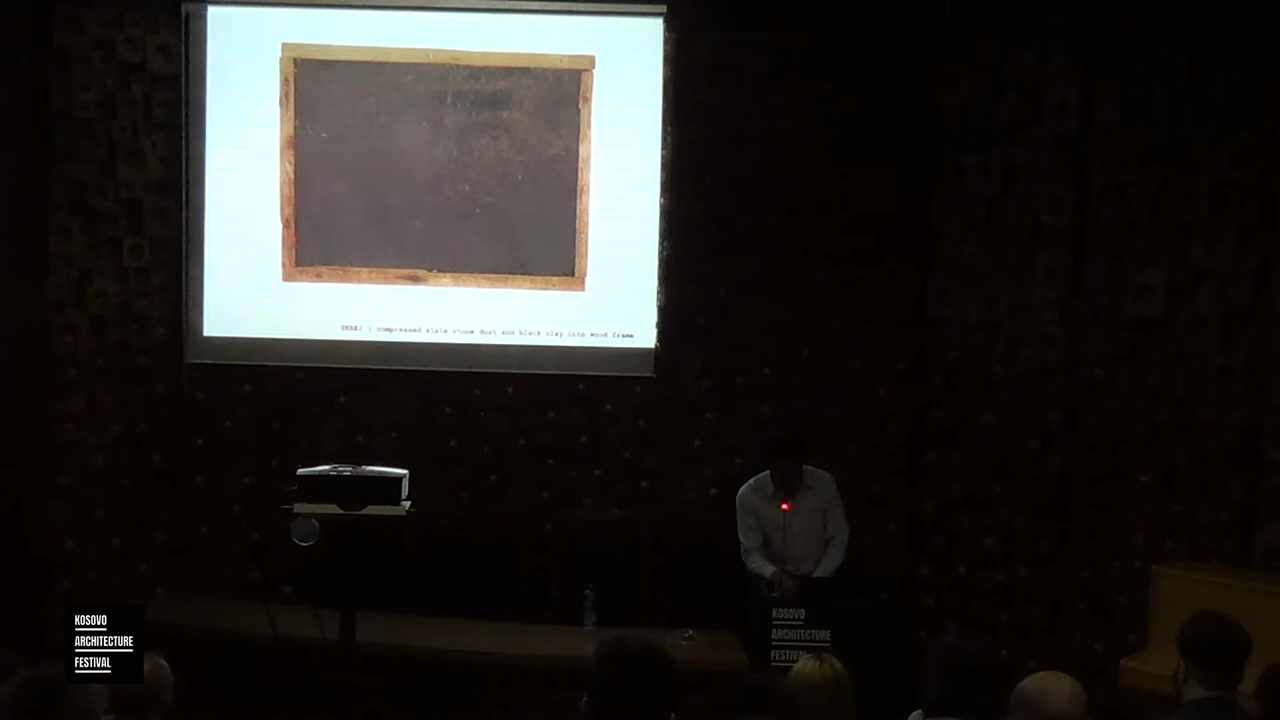 compressed slate stone dust and black clay into wood frame
KOSOVO
ARCHITECTURE
FESTIVAL
KOSOVO
ARCHITECTURE
FESTIVAL